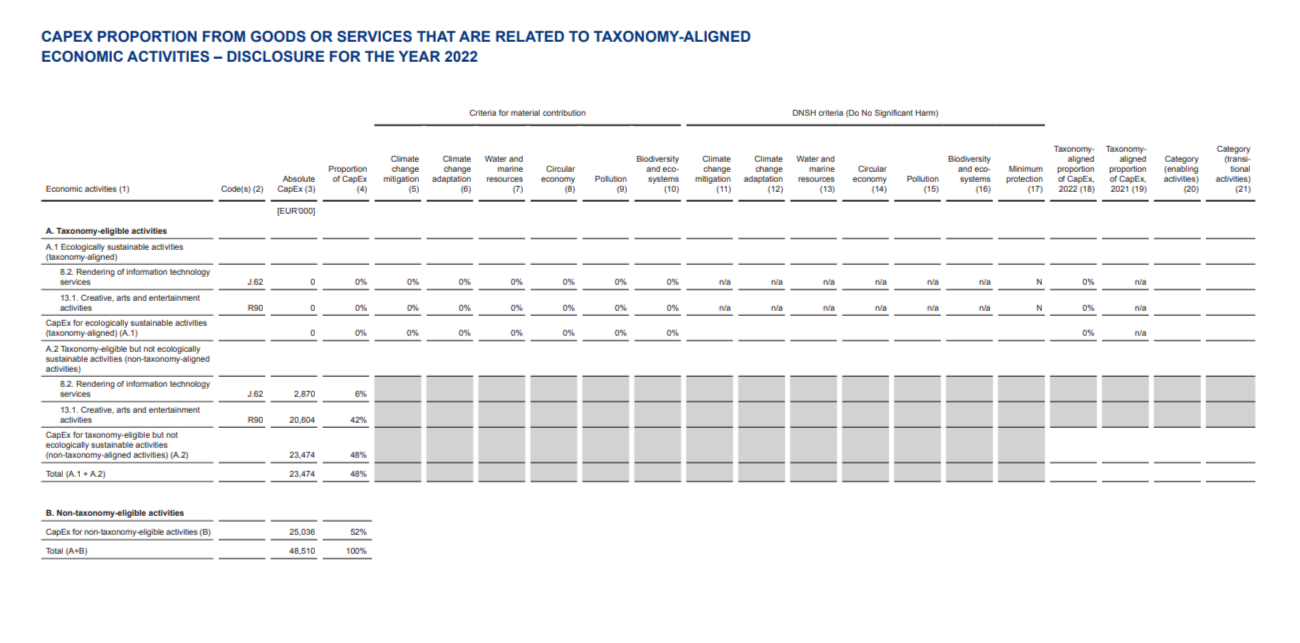 CAPEX PROPORTION FROM GOODS OR SERVICES THAT ARE RELATED TO TAXONOMY-ALIGNED
ECONOMIC ACTIVITIES – DISCLOSURE FOR THE YEAR 2022
Criteria for material contribution DNSH criteria (Do No Significant Harm)
Economic activities (1) Code(s) (2) Absolute CapEx (3) Proportion of CapEx (4) Climate change mitigation (5) Climate change adaptation (6) Water and marine resources (7) Circular economy (8) Pollution (9) Biodiversity and eco-systems (10) Climate change mitigation (11) Climate change adaptation (12) Water and marine resources (13) Circular economy (14) Pollution (15) Biodiversity and eco-systems (16) Minimum protection (17) Taxonomy-aligned proportion of CapEx, 2022 (18) Taxonomy-aligned proportion of CapEx, 2021 (19) Category (enabling activities) (20) Category (transi-tional activities) (21)
[EUR'000]
A. Taxonomy-eligible activities
A.1 Ecologically sustainable activities
(taxonomy-aligned)
8.2. Rendering of information technology
services J.62 0 0% 0% 0% 0% 0% 0% 0% n/a n/a n/a n/a n/a n/a N 0% n/a
13.1. Creative, arts and entertainment
activities R90 0 0% 0% 0% 0% 0% 0% 0% n/a n/a n/a n/a n/a n/a N 0% n/a
CapEx for ecologically sustainable activities
(taxonomy-aligned) (A.1) 0 0% 0% 0% 0% 0% 0% 0% 0% n/a
A.2 Taxonomy-eligible but not ecologically
sustainable activities (non-taxonomy-aligned
activities)
8.2. Rendering of information technology
services J.62 2,870 6%
13.1. Creative, arts and entertainment
activities R90 20,604 42%
CapEx for taxonomy-eligible but not
ecologically sustainable activities
(non-taxonomy-aligned activities) (A.2) 23,474 48%
Total (A.1 + A.2) 23,474 48%
B. Non-taxonomy-eligible activities
CapEx for non-taxonomy-eligible activities (B) 25,036 52%
Total (A+B) 48,510 100%